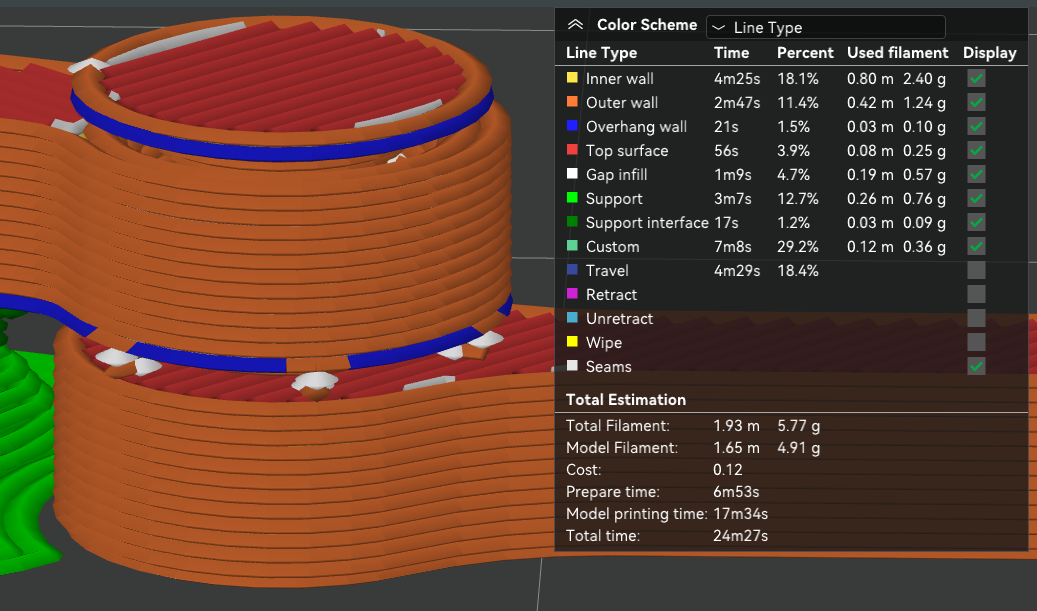 Color Scheme Line Type
Line Type Time Percent Used filament Display
Inner wall 4m25s 18.1% 0.80 m 2.40 g
Outer wall 2m47s 11.4% 0.42 m 1.24 g
Overhang wall 21s 1.5% 0.03 m 0.10 g
Top surface 56s 3.9% 0.08 m 0.25 g
Gap infill 1m9s 4.7% 0.19 m 0.57 g
Support 3m7s 12.7% 0.26 m 0.76 g
Support interface 17s 1.2% 0.03 m 0.09 g
Custom 7m8s 29.2% 0.12 m 0.36 g
Travel 4m29s 18.4%
Retract
Unretract
Wipe
Seams
Total Estimation
Total Filament: 1.93 m 5.77 g
Model Filament: 1.65 m 4.91 g
Cost: 0.12
Prepare time: 6m53s
Model printing time: 17m34s
Total time: 24m27s